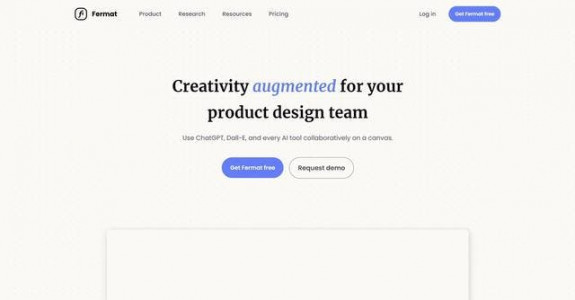 Fermat
Product
Research
Resources
Pricing
Log in
Get Fermat free
Creativity augmented for your
product design team
Use ChatGPT, Dall-E, and every AI tool collaboratively on a canvas.
Get Fermat free
Request demo